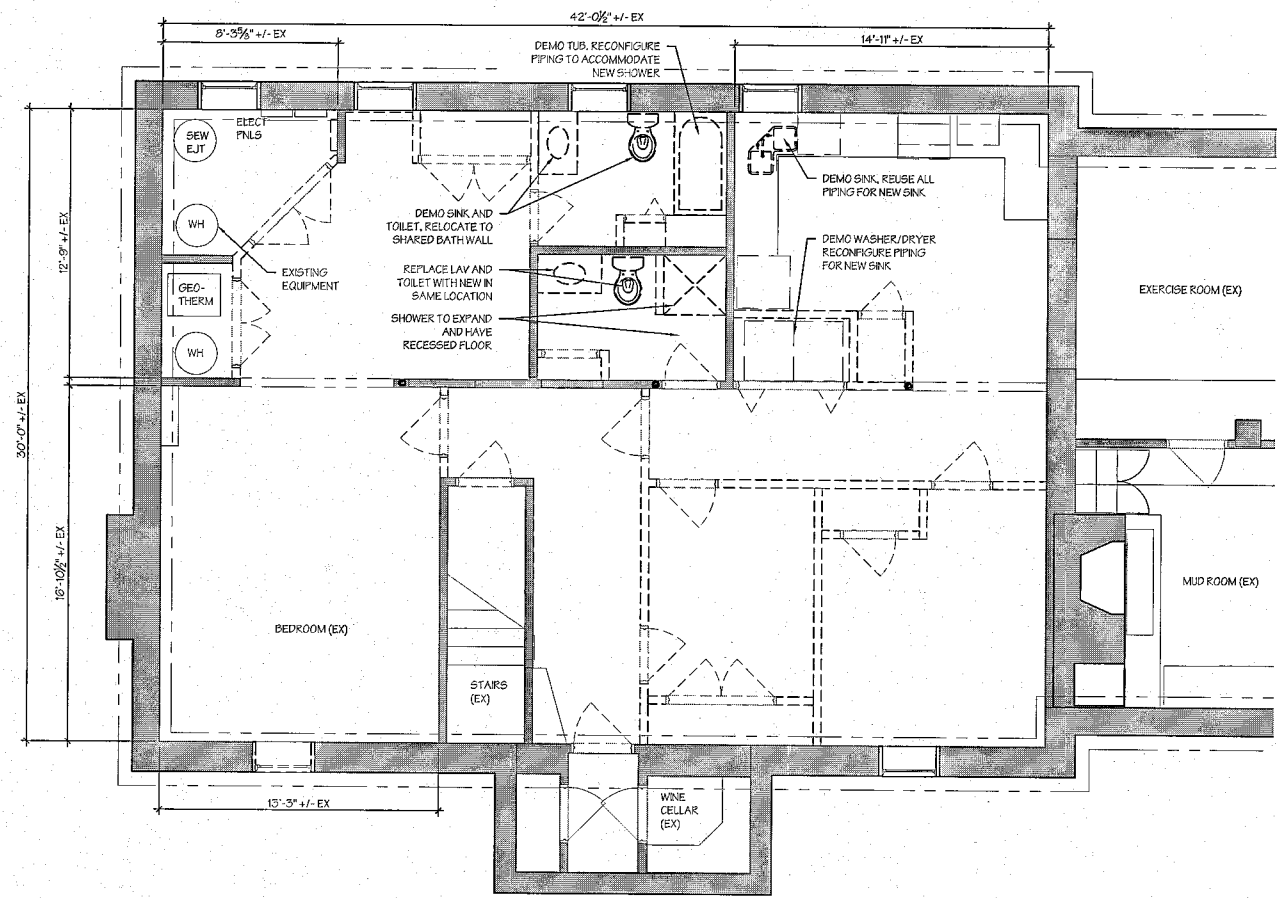 42'-0½" +/- EX
8'-3⅝" +/- EX
14'-11" +/- EX
DEMO TUB, RECONFIGURE
PIPING TO ACCOMMODATE
NEW SHOWER
ELECT
PNLS
SEW
EJT
WH
EXISTING
EQUIPMENT
GEO-
THERM
WH
DEMO SINK AND
TOILET, RELOCATE TO
SHARED BATH WALL
REPLACE LAV AND
TOILET WITH NEW IN
SAME LOCATION
SHOWER TO EXPAND
AND HAVE
RECESSED FLOOR
DEMO SINK, REUSE ALL
PIPING FOR NEW SINK
DEMO WASHER/DRYER
RECONFIGURE PIPING
FOR NEW SINK
EXERCISE ROOM (EX)
12'-9" +/- EX
30'-0" +/- EX
16'-10½" +/- EX
BEDROOM (EX)
STAIRS
(EX)
MUD ROOM (EX)
WINE
CELLAR
(EX)
13'-3" +/- EX